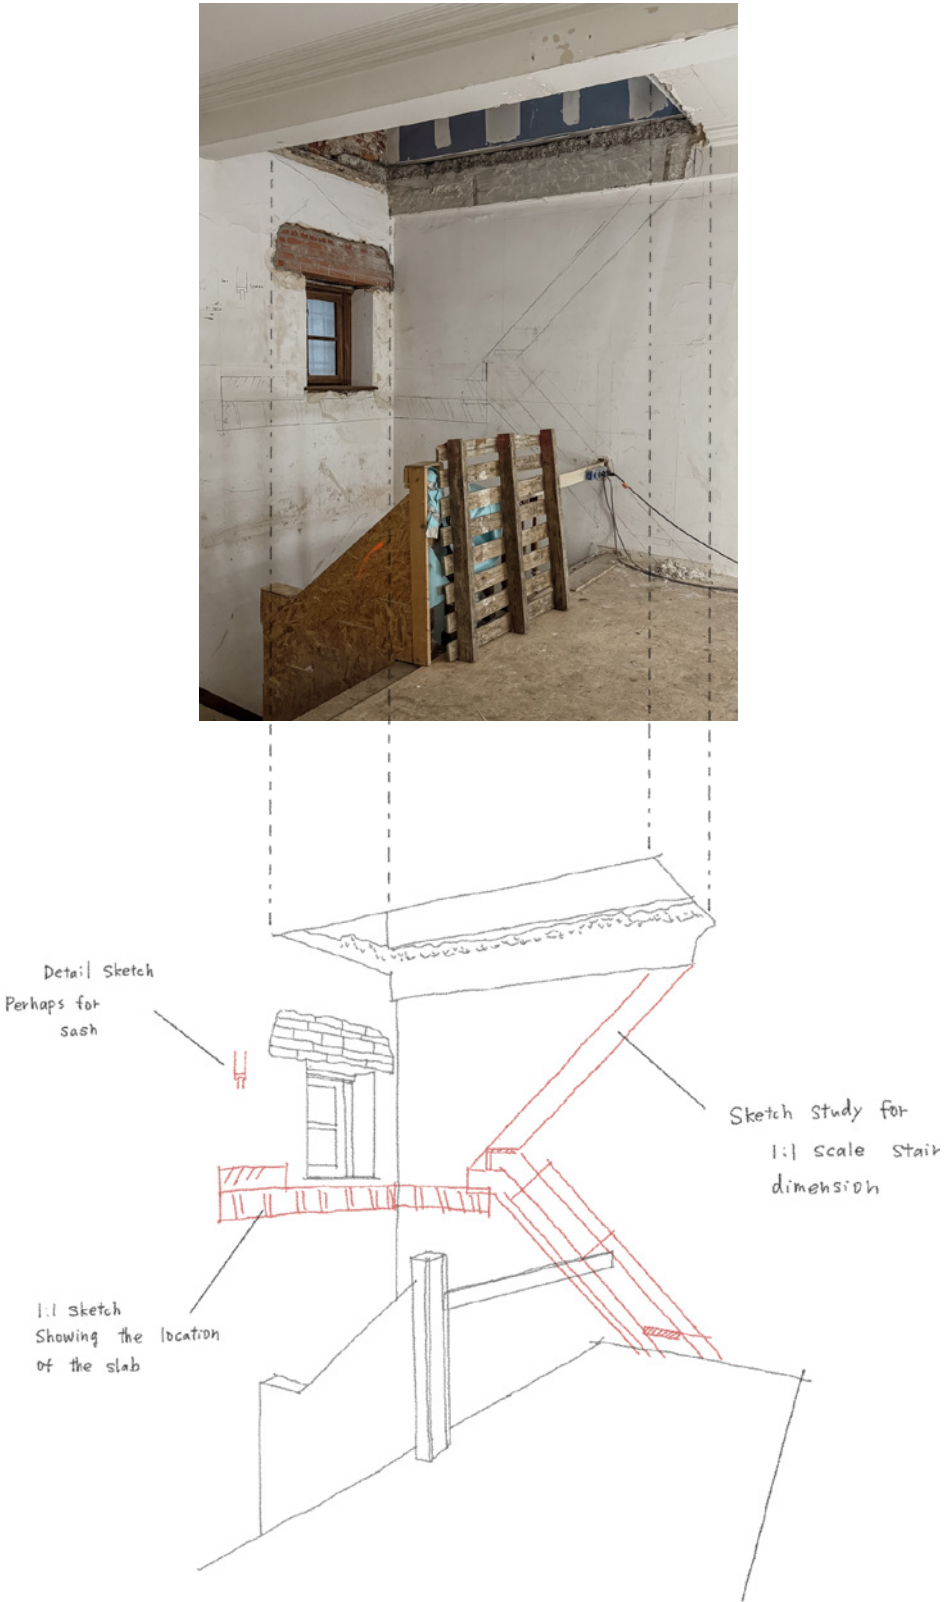 Detail Sketch
Perhaps for
sash
Sketch study for
1:1 scale stair
dimension
1:1 sketch
Showing the location
of the slab